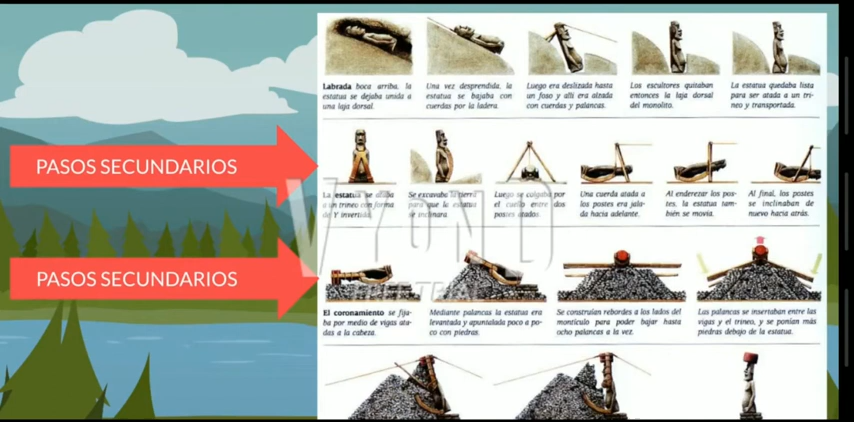 Labrada boca arriba, la
estatua se dejaba unida a
una laja dorsal.
Una vez desprendida, la
estatua se bajaba con
cuerdas por la ladera.
Luego era deslizada hasta
un foso y allí era alzada
con cuerdas y palancas.
Los escultores quitaban
entonces la laja dorsal
del monolito.
La estatua quedaba lista
para ser atada a un tri-
neo y transportada.
PASOS SECUNDARIOS
La estatua se ataba
a un trineo con forma
de Y invertida.
Se excavaba la tierra
para que la estatua
se inclinara.
Luego se colgaba por
el cuello entre dos
postes atados.
Una cuerda atada a
los postes era jala-
da hacia adelante.
Al enderezar los pos-
tes, la estatua tam-
bién se movía.
Al final, los postes
se inclinaban de
nuevo hacia atrás.
VYOND
FREE TRIAL
PASOS SECUNDARIOS
El coronamiento se fija-
ba por medio de vigas ata-
das a la cabeza.
Mediante palancas la estatua era
levantada y apuntalada poco a po-
co con piedras.
Se construían rebordes a los lados del
montículo para poder bajar hasta
ocho palancas a la vez.
Las palancas se insertaban entre las
vigas y el trineo, y se ponían más
piedras debajo de la estatua.